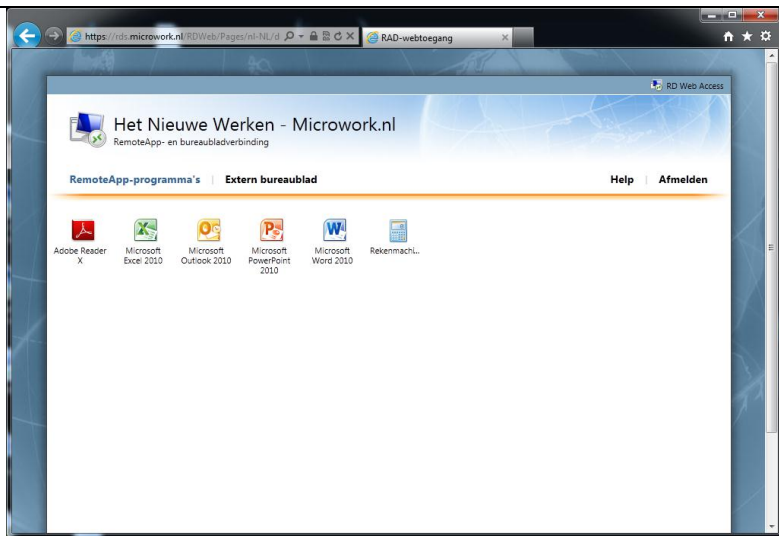 https://rds.microwork.nl/RDWeb/Pages/nl-NL/d
RAD-webtoegang
RD Web Access
Het Nieuwe Werken - Microwork.nl
RemoteApp- en bureaubladverbinding
RemoteApp-programma's | Extern bureaublad
Help | Afmelden
Adobe Reader
X
Microsoft
Excel 2010
Microsoft
Outlook 2010
Microsoft
PowerPoint
2010
Microsoft
Word 2010
Rekenmachi...